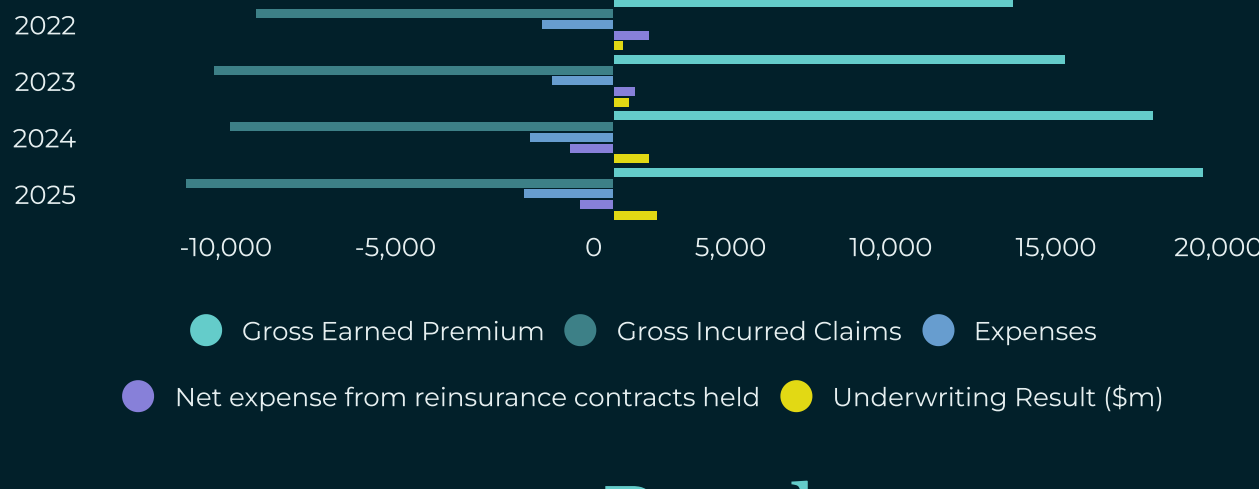 2022
2023
2024
2025
-10,000 -5,000 0 5,000 10,000 15,000 20,000
Gross Earned Premium Gross Incurred Claims Expenses
Net expense from reinsurance contracts held Underwriting Result ($m)